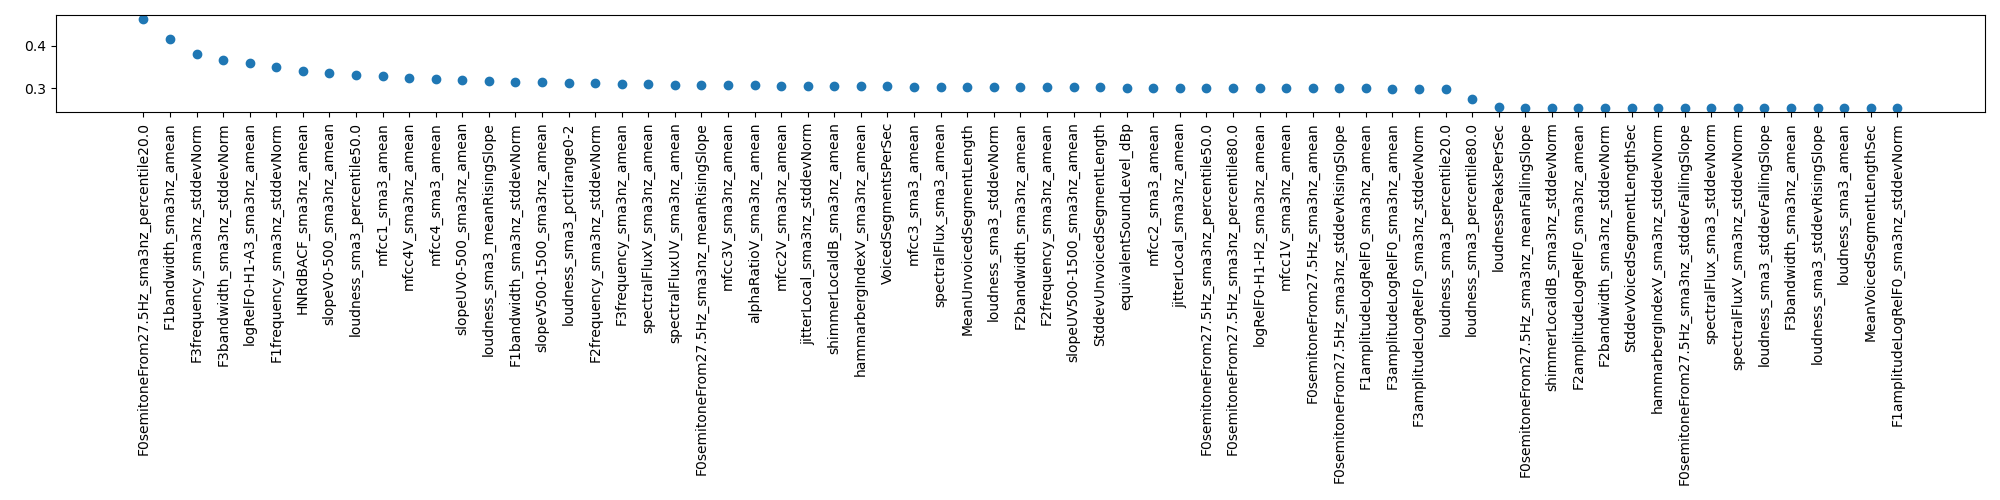 0.4
0.3
F0semitoneFrom27.5Hz_sma3nz_percentile20.0
F1bandwidth_sma3nz_amean
F3frequency_sma3nz_stddevNorm
F3bandwidth_sma3nz_stddevNorm
logRelF0-H1-A3_sma3nz_amean
F1frequency_sma3nz_stddevNorm
HNRdBACF_sma3nz_amean
slopeV0-500_sma3nz_amean
loudness_sma3_percentile50.0
mfcc1_sma3_amean
mfcc4V_sma3nz_amean
mfcc4_sma3_amean
slopeUV0-500_sma3nz_amean
loudness_sma3_meanRisingSlope
F1bandwidth_sma3nz_stddevNorm
slopeV500-1500_sma3nz_amean
loudness_sma3_pctlrange0-2
F2frequency_sma3nz_stddevNorm
F3frequency_sma3nz_amean
spectralFluxV_sma3nz_amean
spectralFluxUV_sma3nz_amean
F0semitoneFrom27.5Hz_sma3nz_meanRisingSlope
mfcc3V_sma3nz_amean
alphaRatioV_sma3nz_amean
mfcc2V_sma3nz_amean
jitterLocal_sma3nz_stddevNorm
shimmerLocaldB_sma3nz_amean
hammarbergIndexV_sma3nz_amean
VoicedSegmentsPerSec
mfcc3_sma3_amean
spectralFlux_sma3_amean
MeanUnvoicedSegmentLength
loudness_sma3_stddevNorm
F2bandwidth_sma3nz_amean
F2frequency_sma3nz_amean
slopeUV500-1500_sma3nz_amean
StddevUnvoicedSegmentLength
equivalentSoundLevel_dBp
mfcc2_sma3_amean
jitterLocal_sma3nz_amean
F0semitoneFrom27.5Hz_sma3nz_percentile50.0
F0semitoneFrom27.5Hz_sma3nz_percentile80.0
logRelF0-H1-H2_sma3nz_amean
mfcc1V_sma3nz_amean
F0semitoneFrom27.5Hz_sma3nz_amean
F0semitoneFrom27.5Hz_sma3nz_stddevRisingSlope
F1amplitudeLogRelF0_sma3nz_amean
F3amplitudeLogRelF0_sma3nz_amean
F3amplitudeLogRelF0_sma3nz_stddevNorm
loudness_sma3_percentile20.0
loudness_sma3_percentile80.0
loudnessPeaksPerSec
F0semitoneFrom27.5Hz_sma3nz_meanFallingSlope
shimmerLocaldB_sma3nz_stddevNorm
F2amplitudeLogRelF0_sma3nz_amean
F2bandwidth_sma3nz_stddevNorm
StddevVoicedSegmentLengthSec
hammarbergIndexV_sma3nz_stddevNorm
F0semitoneFrom27.5Hz_sma3nz_stddevFallingSlope
spectralFlux_sma3_stddevNorm
spectralFluxV_sma3nz_stddevNorm
loudness_sma3_stddevFallingSlope
F3bandwidth_sma3nz_amean
loudness_sma3_stddevRisingSlope
loudness_sma3_amean
MeanVoicedSegmentLengthSec
F1amplitudeLogRelF0_sma3nz_stddevNorm